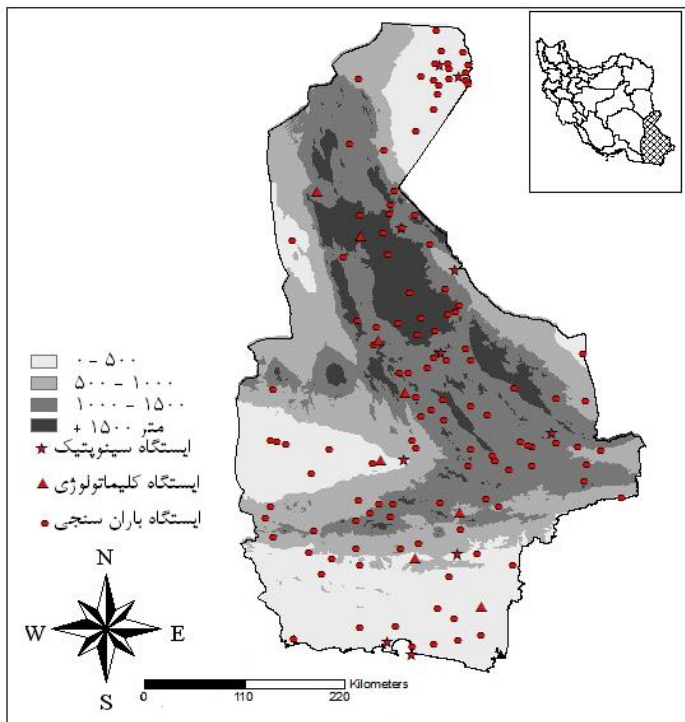 ۰ - ۵۰۰
۵۰۰ - ۱۰۰۰
۱۰۰۰ - ۱۵۰۰
متر ۱۵۰۰ +
ایستگاه سینوپتیک
ایستگاه کلیماتولوژی
ایستگاه باران سنجی
N
W E
S
Kilometers
0 110 220